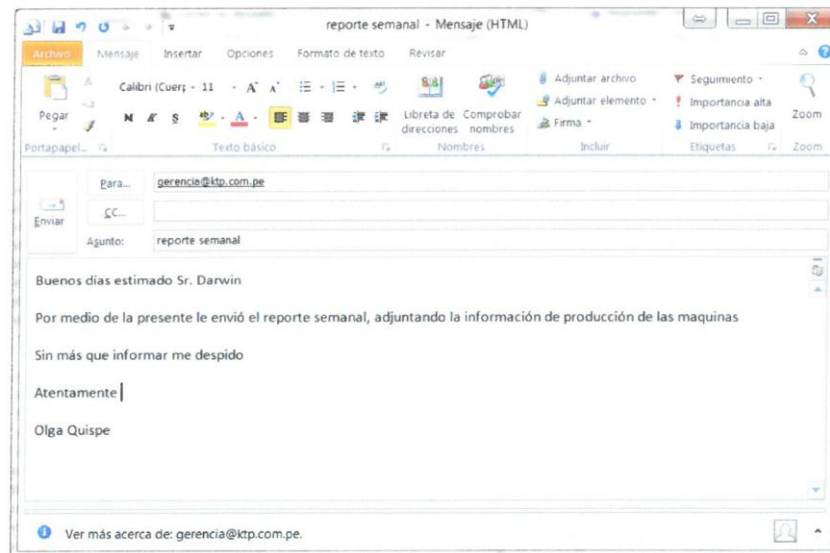 reporte semanal - Mensaje (HTML)
Archivo Mensaje Insertar Opciones Formato de texto Revisar
Pegar
Calibri (Cuerp - 11
N K S
Libreta de direcciones
Comprobar nombres
Adjuntar archivo
Adjuntar elemento
Firma
Seguimiento
Importancia alta
Importancia baja
Zoom
Portapapel... Texto básico Nombres Incluir Etiquetas Zoom
Enviar
Para... gerencia@ktp.com.pe
CC...
Asunto: reporte semanal
Buenos días estimado Sr. Darwin
Por medio de la presente le envió el reporte semanal, adjuntando la información de producción de las maquinas
Sin más que informar me despido
Atentamente
Olga Quispe
Ver más acerca de: gerencia@ktp.com.pe.